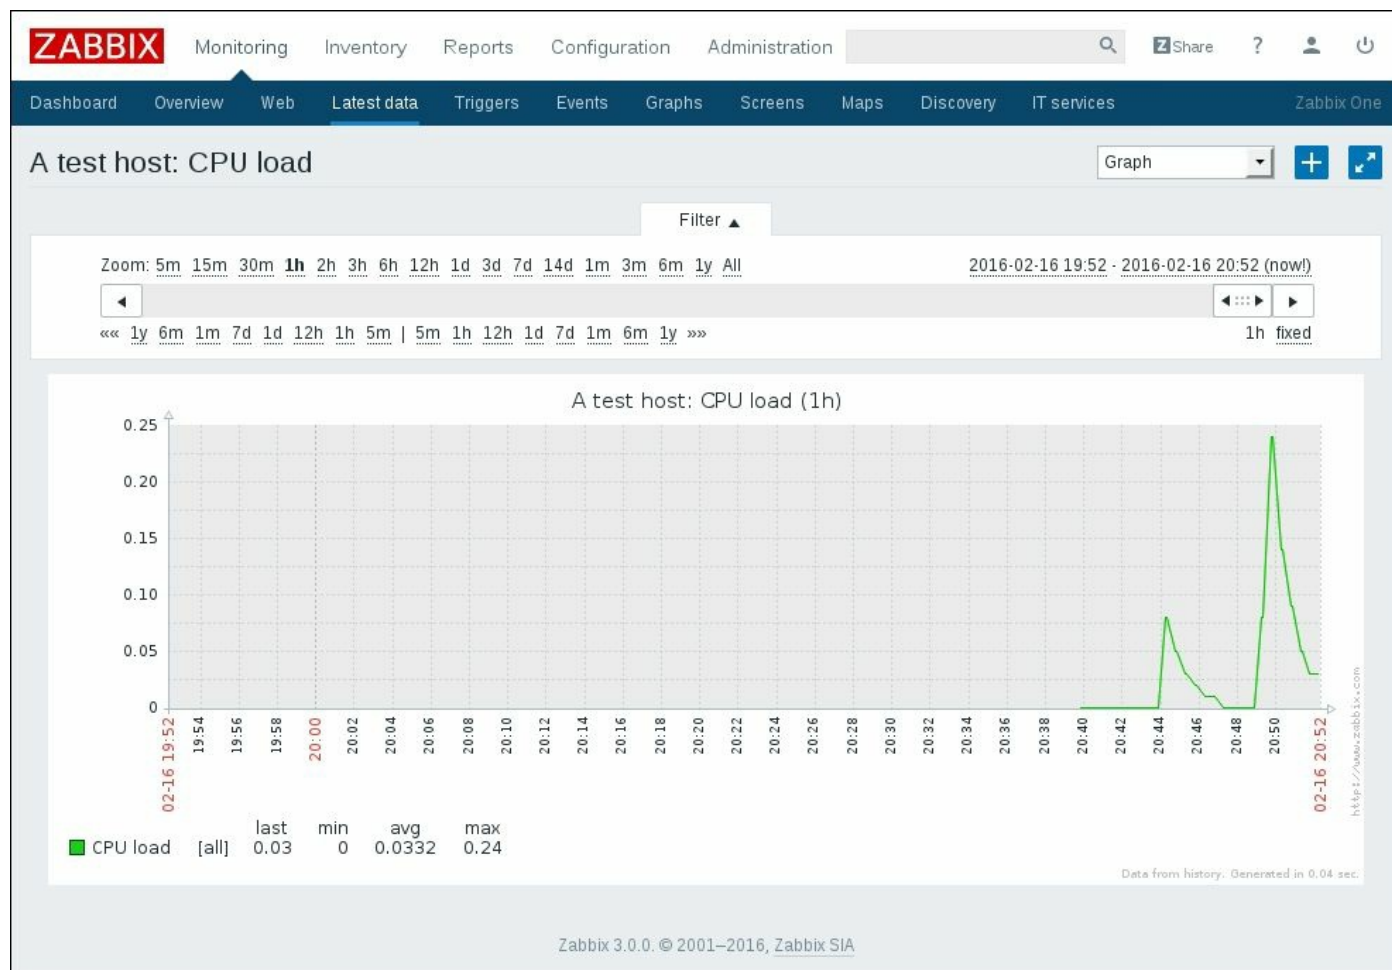 ZABBIX Monitoring Inventory Reports Configuration Administration Z Share ?
Dashboard Overview Web Latest data Triggers Events Graphs Screens Maps Discovery IT services Zabbix One
A test host: CPU load Graph
Filter
Zoom: 5m 15m 30m 1h 2h 3h 6h 12h 1d 3d 7d 14d 1m 3m 6m 1y All 2016-02-16 19:52 - 2016-02-16 20:52 (now!)
«« 1y 6m 1m 7d 1d 12h 1h 5m | 5m 1h 12h 1d 7d 1m 6m 1y »» 1h fixed
A test host: CPU load (1h)
0.25
0.20
0.15
0.10
0.05
0
02-16 19:52 19:54 19:56 19:58 20:00 20:02 20:04 20:06 20:08 20:10 20:12 20:14 20:16 20:18 20:20 20:22 20:24 20:26 20:28 20:30 20:32 20:34 20:36 20:38 20:40 20:42 20:44 20:46 20:48 20:50 02-16 20:52
http://www.zabbix.com
last min avg max
CPU load [all] 0.03 0 0.0332 0.24
Data from history. Generated in 0.04 sec.
Zabbix 3.0.0. © 2001–2016, Zabbix SIA